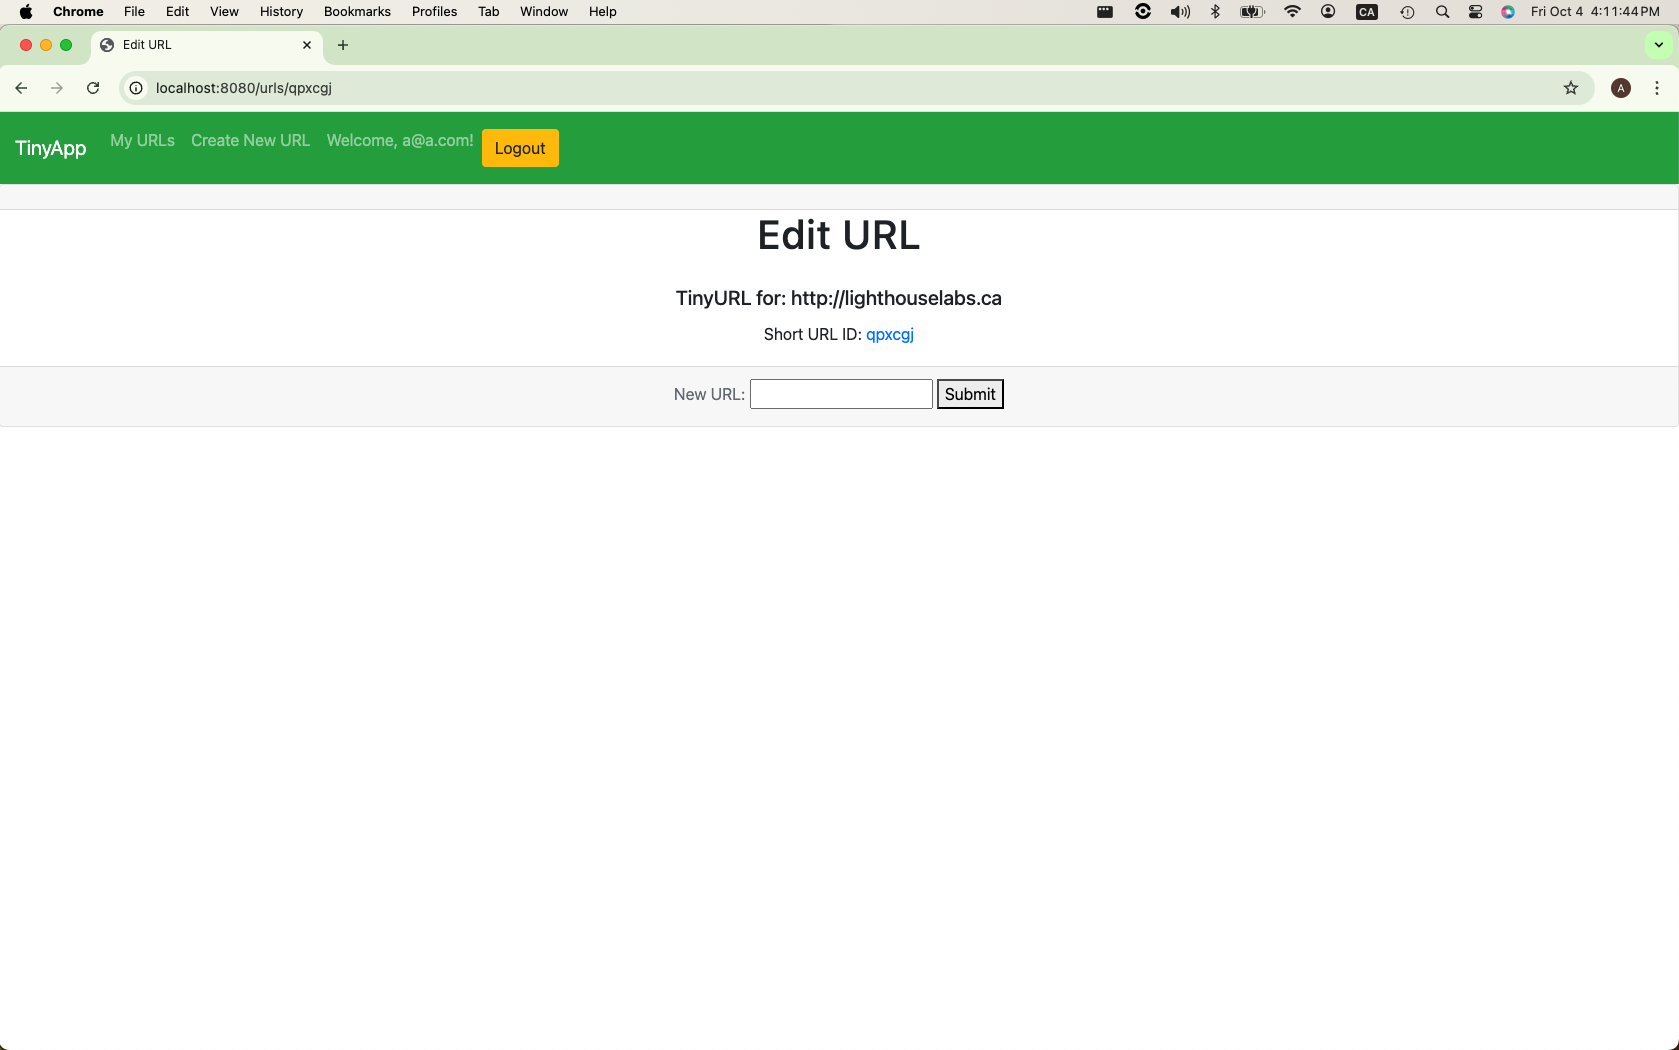 Chrome File Edit View History Bookmarks Profiles Tab Window Help CA Fri Oct 4 4:11:44 PM
Edit URL
localhost:8080/urls/qpxcgj A
TinyApp My URLs Create New URL Welcome, a@a.com! Logout
Edit URL
TinyURL for: http://lighthouselabs.ca
Short URL ID: qpxcgj
New URL: Submit